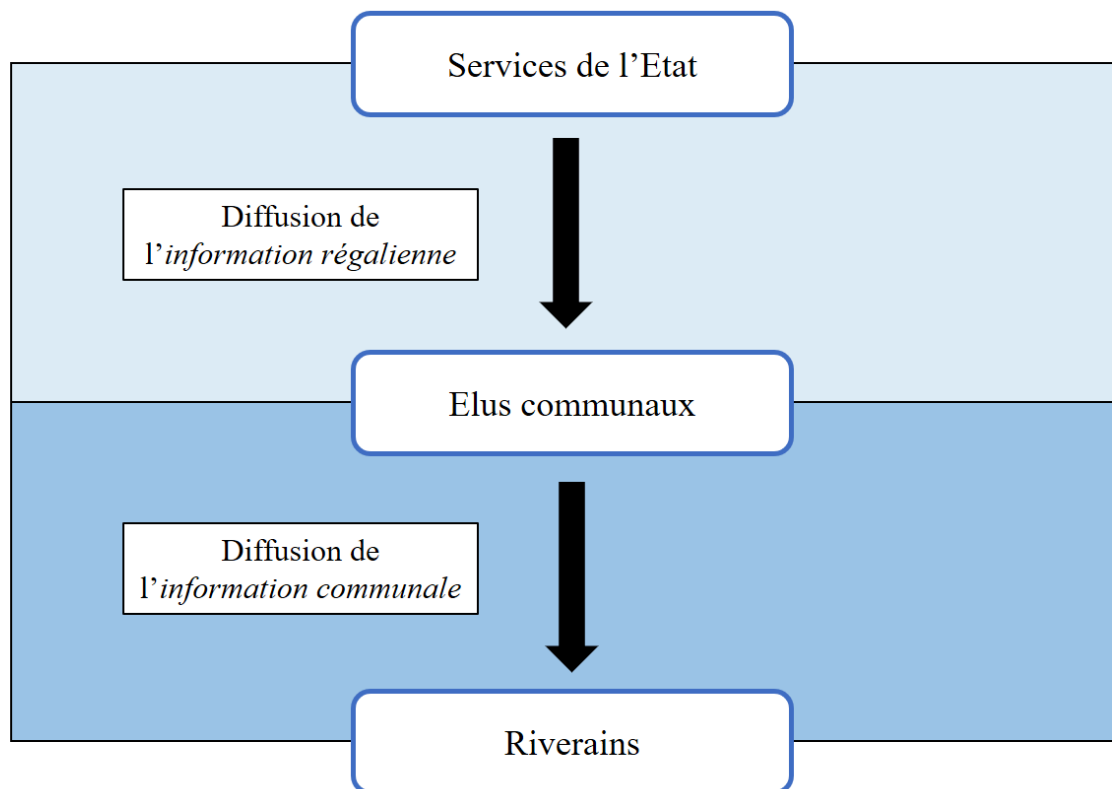 Services de l’Etat
Diffusion de
l’information régalienne
Elus communaux
Diffusion de
l’information communale
Riverains